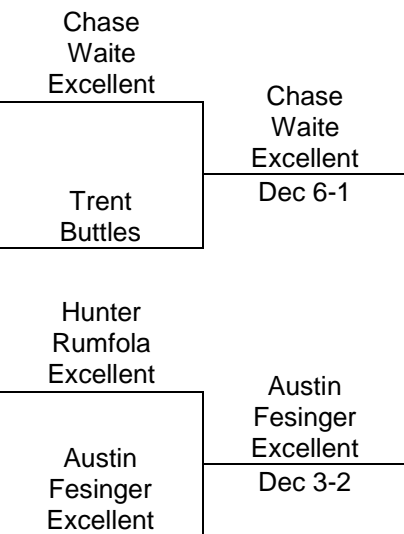 Chase
Waite
Excellent
Chase
Waite
Excellent
Dec 6-1
Trent
Buttles
Hunter
Rumfola
Excellent
Austin
Fesinger
Excellent
Dec 3-2
Austin
Fesinger
Excellent